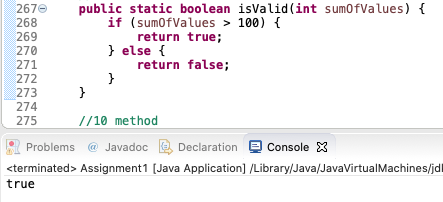 267 public static boolean isValid(int sumOfValues) {
268 if (sumOfValues > 100) {
269 return true;
270 } else {
271 return false;
272 }
273 }
274
275 //10 method
Problems @ Javadoc Declaration Console
<terminated> Assignment1 [Java Application] /Library/Java/JavaVirtualMachines/jd
true